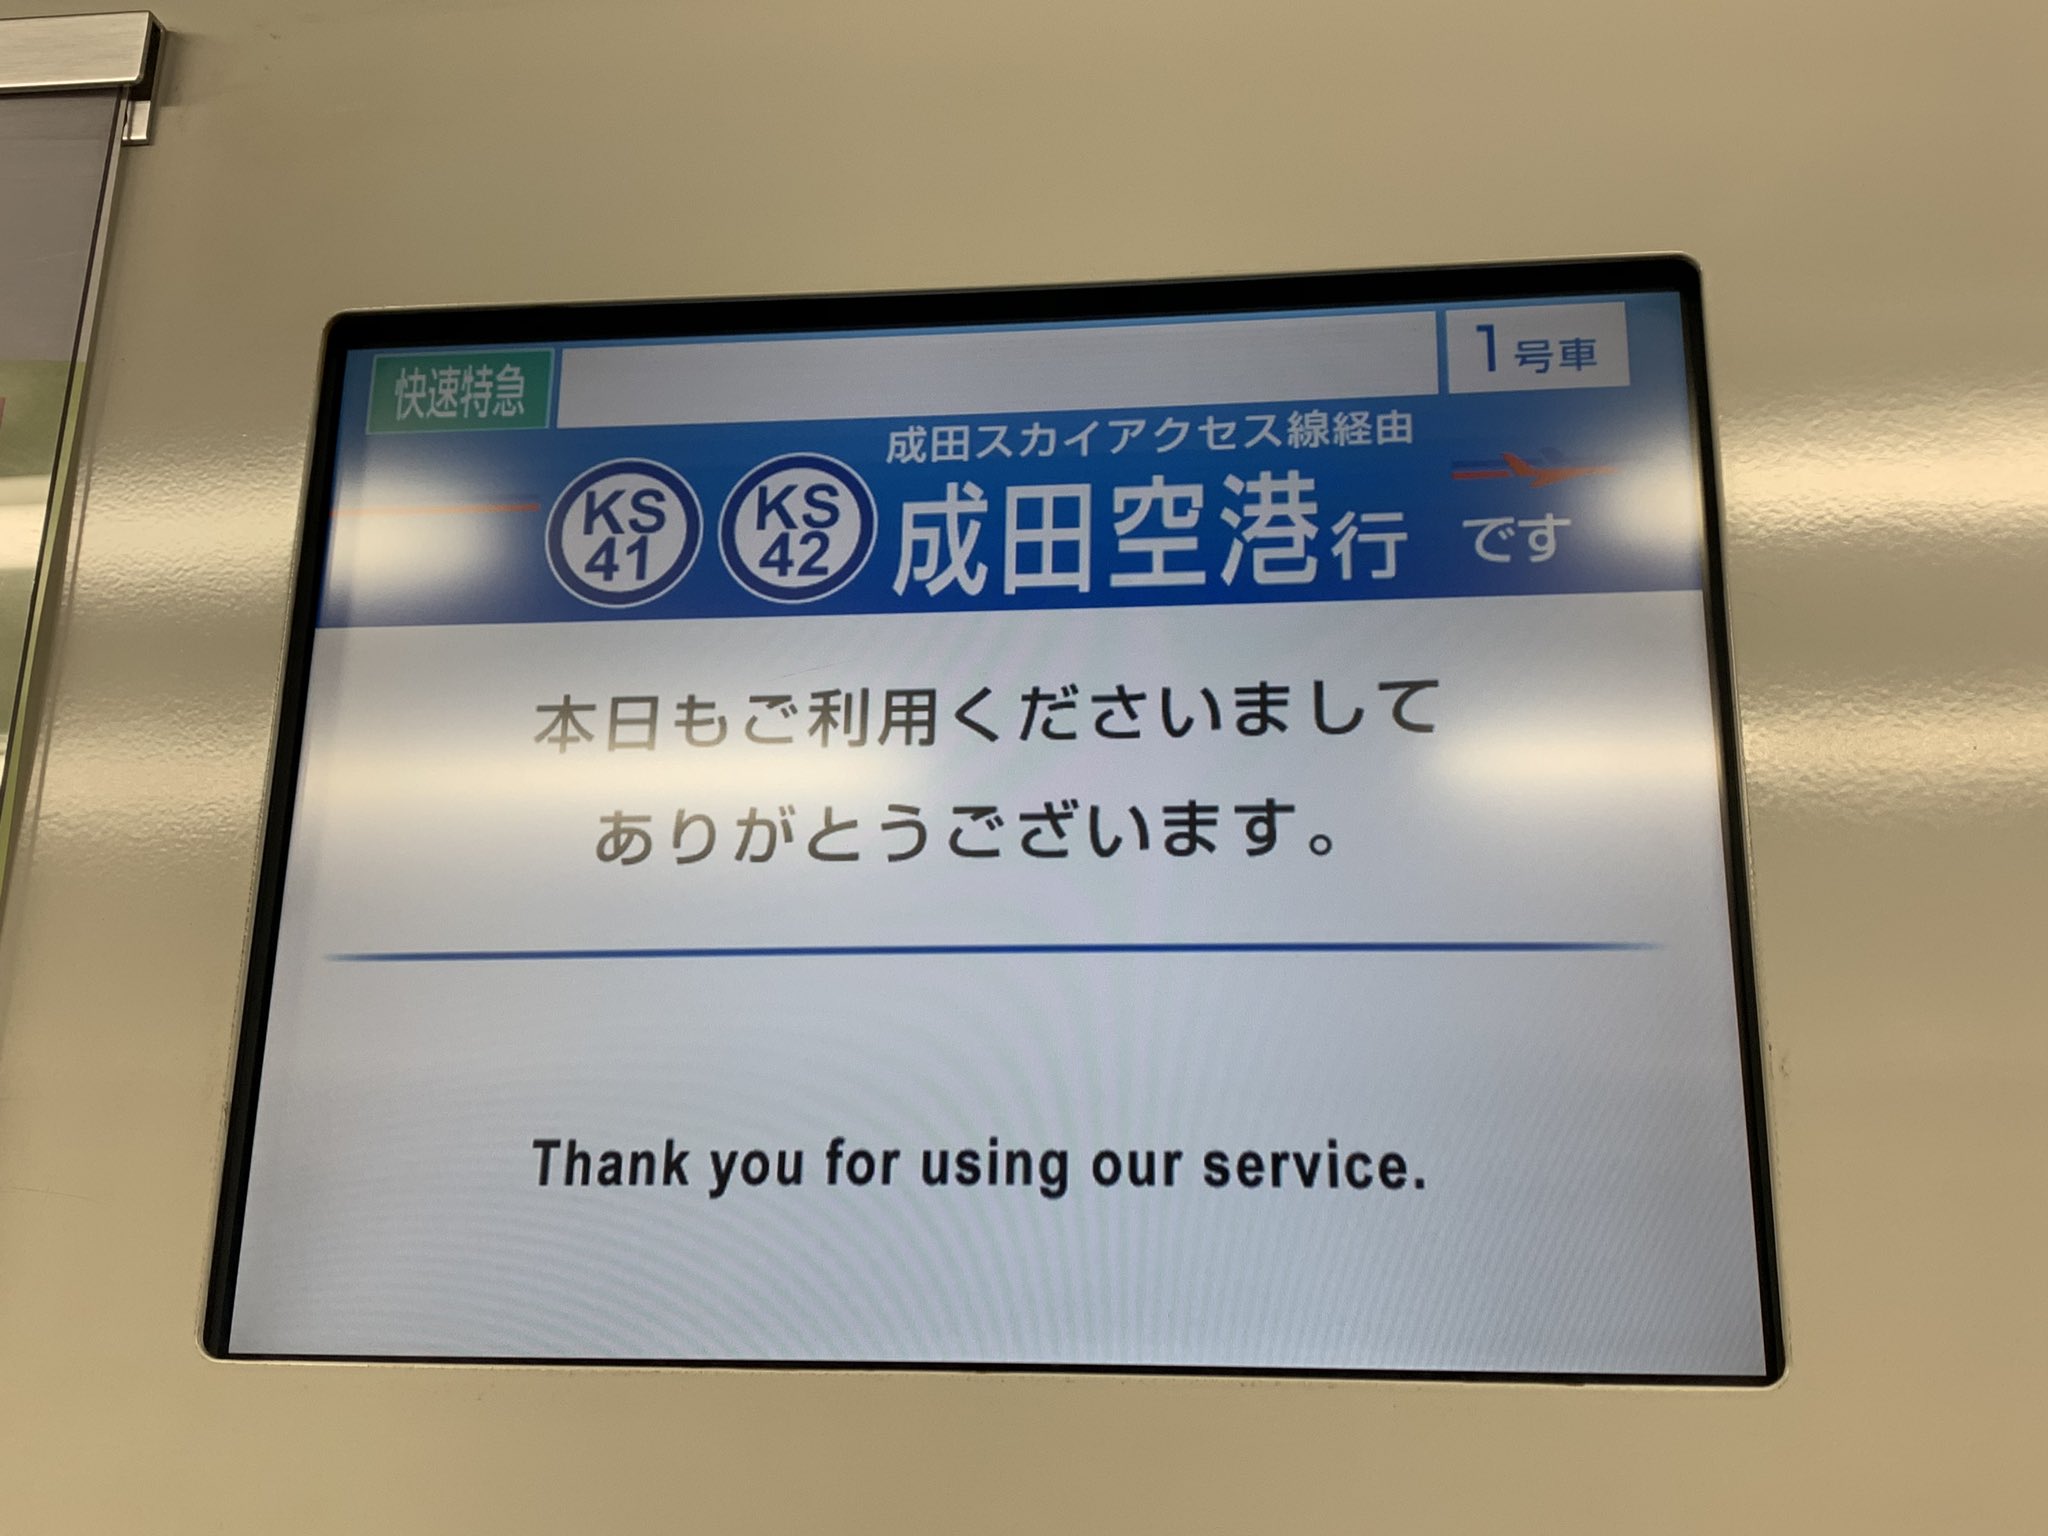 快速特急
1号車
成田スカイアクセス線経由
KS
41
KS
42
成田空港行 です
本日もご利用くださいまして
ありがとうございます。
Thank you for using our service.